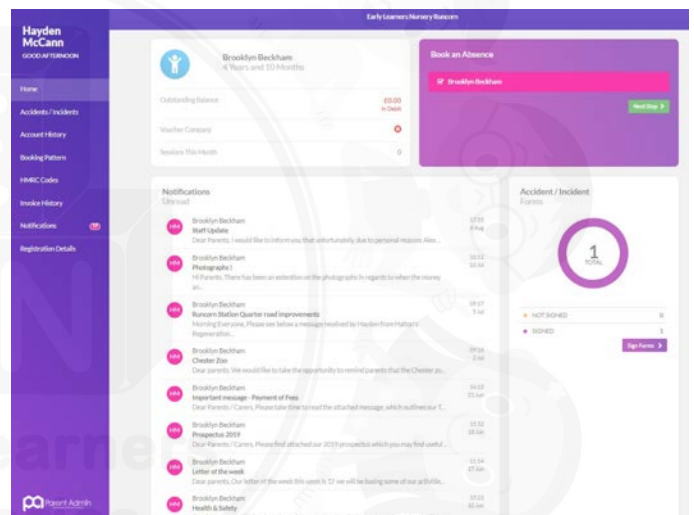 Early Learners Nursery Runcorn
Hayden
McCann
GOOD AFTERNOON
Home
Accidents / Incidents
Account History
Booking Pattern
HMRC Codes
Invoice History
Notifications
Registration Details
Parent Admin
Brooklyn Beckham
4 Years and 10 Months
Outstanding Balance
£0.00
In Debit
Voucher Company
Sessions This Month
0
Book an Absence
Brooklyn Beckham
Next Step
Notifications
Unread
HM
Brooklyn Beckham
Staff Update
Dear Parents, I would like to inform you that unfortunately, due to personal reasons Alex...
HM
Brooklyn Beckham
Photographs !
Hi Parents, There has been an extention on the photographs in regards to when the money
an...
HM
Brooklyn Beckham
Runcorn Station Quarter road improvements
Morning Everyone, Please see below a message received by Hayden from Halton's
Regeneration...
HM
Brooklyn Beckham
Chester Zoo
Dear parents, We would like to take the opportunity to remind parents that the Chester zo...
HM
Brooklyn Beckham
Important message - Payment of Fees
Dear Parents / Carers, Please take time to read the attached message, which outlines our T...
HM
Brooklyn Beckham
Prospectus 2019
Dear Parents / Carers, Please find attached our 2019 prospectus which you may find useful ...
HM
Brooklyn Beckham
Letter of the week
Dear parents, Our letter of the week this week is 'D' we will be basing some of our activitie...
HM
Brooklyn Beckham
Health & Safety
Accident / Incident
Forms
1
TOTAL
NOT SIGNED
0
SIGNED
1
Sign Forms